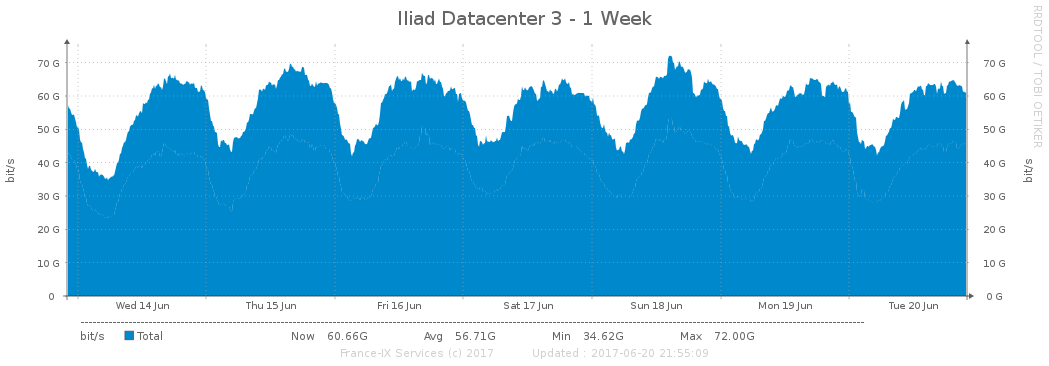 Iliad Datacenter 3 - 1 Week
RRDTOOL / TOBI OETIKER
bit/s
70 G 70 G
60 G 60 G
50 G 50 G
40 G 40 G
30 G 30 G
20 G 20 G
10 G 10 G
0 0 G
bit/s
Wed 14 Jun Thu 15 Jun Fri 16 Jun Sat 17 Jun Sun 18 Jun Mon 19 Jun Tue 20 Jun
bit/s Total Now 60.66G Avg 56.71G Min 34.62G Max 72.00G
France-IX Services (c) 2017 Updated : 2017-06-20 21:55:09